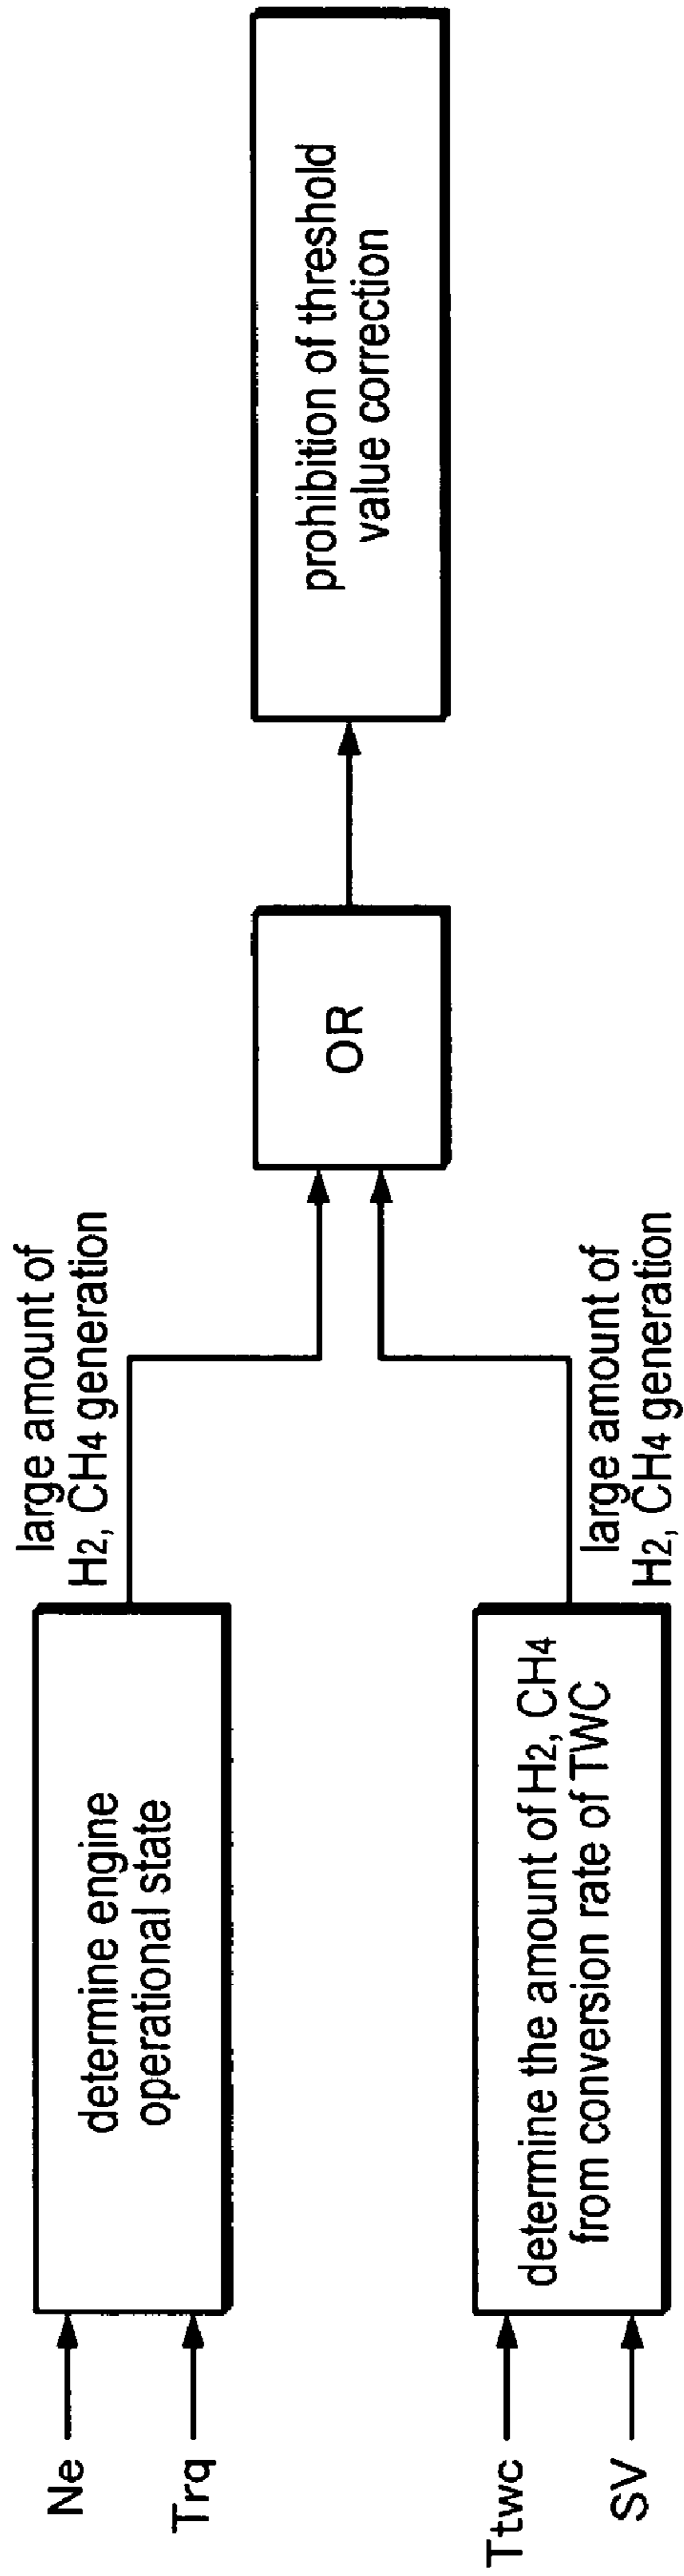 Ne
Trq
determine engine
operational state
large amount of
H2, CH4 generation
Ttwc
SV
determine the amount of H2, CH4
from conversion rate of TWC
large amount of
H2, CH4 generation
OR
prohibition of threshold
value correction